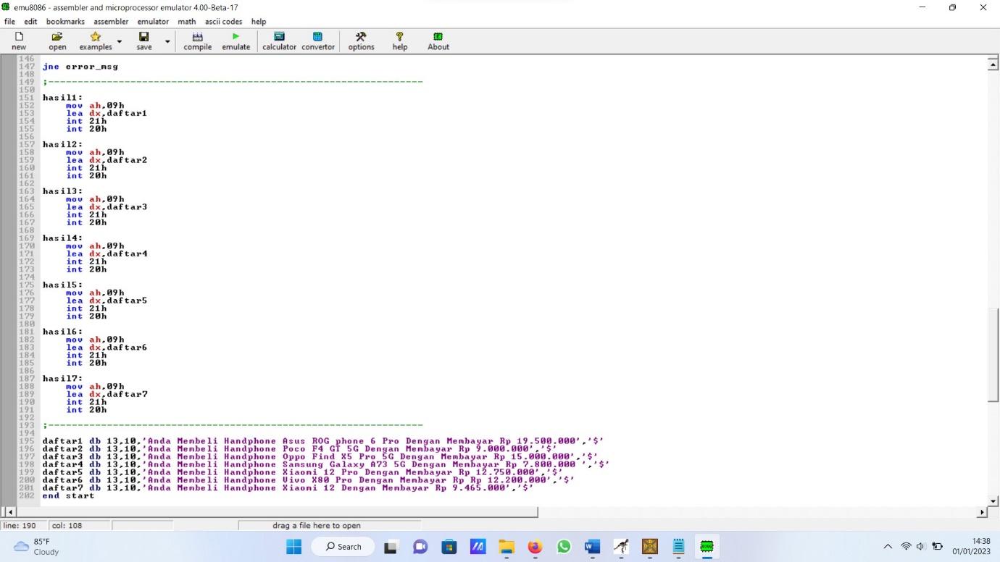 emu8086 - assembler and microprocessor emulator 4.00-Beta-17
file edit bookmarks assembler emulator math ascii codes help
new open examples save compile emulate calculator convertor options help About
146
147 jne error_msg
148
149 ;----------------------------------------------------------------
150
151 hasil1:
152 mov ah,09h
153 lea dx,daftar1
154 int 21h
155 int 20h
156
157 hasil2:
158 mov ah,09h
159 lea dx,daftar2
160 int 21h
161 int 20h
162
163 hasil3:
164 mov ah,09h
165 lea dx,daftar3
166 int 21h
167 int 20h
168
169 hasil4:
170 mov ah,09h
171 lea dx,daftar4
172 int 21h
173 int 20h
174
175 hasil5:
176 mov ah,09h
177 lea dx,daftar5
178 int 21h
179 int 20h
180
181 hasil6:
182 mov ah,09h
183 lea dx,daftar6
184 int 21h
185 int 20h
186
187 hasil7:
188 mov ah,09h
189 lea dx,daftar7
190 int 21h
191 int 20h
192
193 ;----------------------------------------------------------------
194
195 daftar1 db 13,10,'Anda Membeli Handphone Asus ROG phone 6 Pro Dengan Membayar Rp 19.500.000','$'
196 daftar2 db 13,10,'Anda Membeli Handphone Poco F4 GT 5G Dengan Membayar Rp 9.000.000','$'
197 daftar3 db 13,10,'Anda Membeli Handphone Oppo Find X5 Pro 5G Dengan Membayar Rp 15.000.000','$'
198 daftar4 db 13,10,'Anda Membeli Handphone Samsung Galaxy A73 5G Dengan Membayar Rp 7.800.000 ','$'
199 daftar5 db 13,10,'Anda Membeli Handphone Xiaomi 12 Pro Dengan Membayar Rp 12.750.000','$'
200 daftar6 db 13,10,'Anda Membeli Handphone Vivo X80 Pro Dengan Membayar Rp Rp 12.200.000','$'
201 daftar7 db 13,10,'Anda Membeli Handphone Xiaomi 12 Dengan Membayar Rp 9.465.000','$'
202 end start
line: 190 col: 108 drag a file here to open
85°F
Cloudy
Search
14:38
01/01/2023